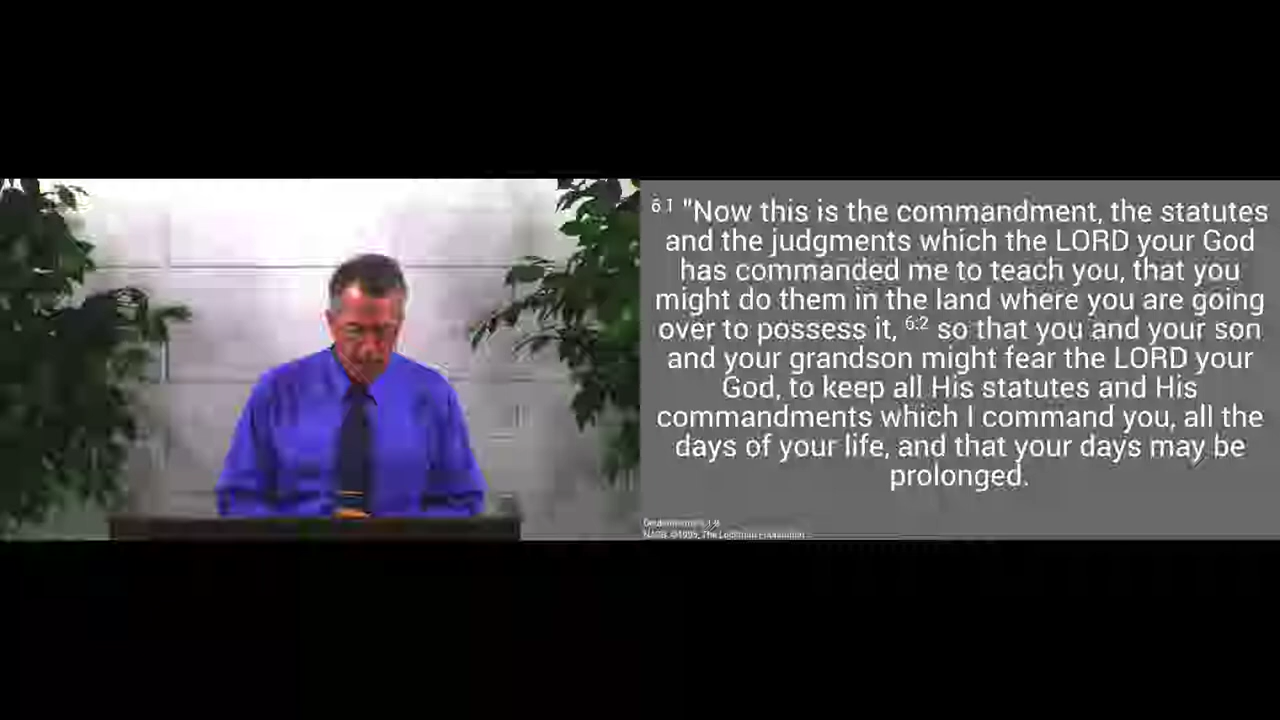 6:1 "Now this is the commandment, the statutes
and the judgments which the LORD your God
has commanded me to teach you, that you
might do them in the land where you are going
over to possess it, 6:2 so that you and your son
and your grandson might fear the LORD your
God, to keep all His statutes and His
commandments which I command you, all the
days of your life, and that your days may be
prolonged.
The Lockman Foundation